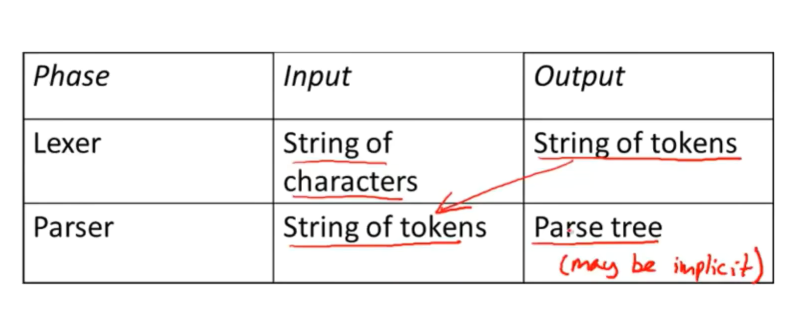 Phase Input Output
Lexer String of characters String of tokens
Parser String of tokens Parse tree
(may be implicit)